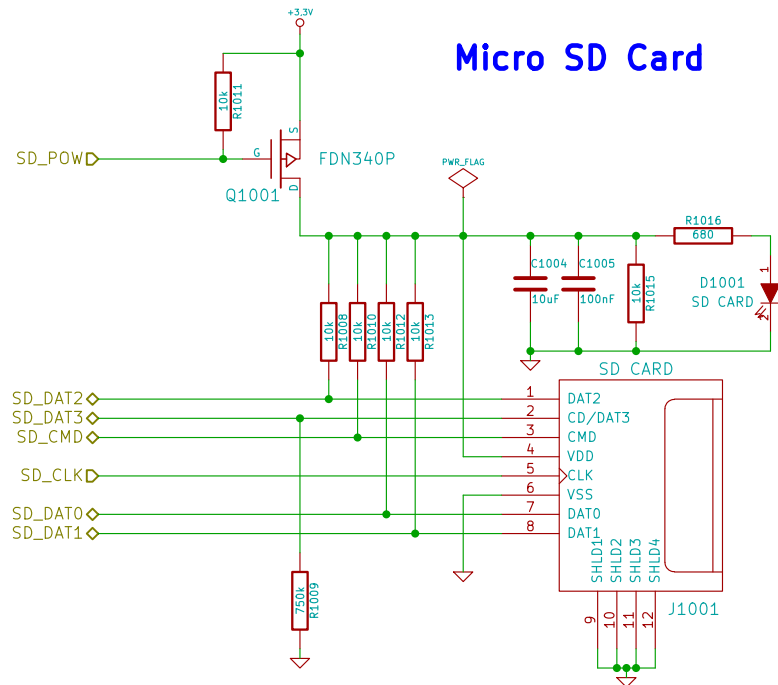 +3.3V
Micro SD Card
10k
R1011
S
SD_POW
G
FDN340P
PWR_FLAG
Q1001
D
R1016
680
C1004
C1005
1
10uF
100nF
10k
R1015
D1001
SD CARD
2
10k
R1008
10k
R1010
10k
R1012
10k
R1013
SD CARD
SD_DAT2
1
DAT2
SD_DAT3
2
CD/DAT3
SD_CMD
3
CMD
4
VDD
SD_CLK
5
CLK
6
VSS
SD_DAT0
7
DAT0
SD_DAT1
8
DAT1
SHLD1
SHLD2
SHLD3
SHLD4
750k
R1009
J1001
9
10
11
12